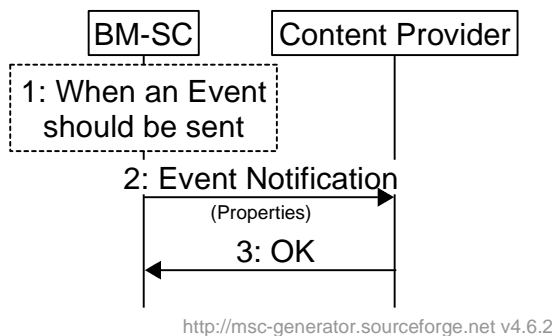 BM-SC
Content Provider
1: When an Event
should be sent
2: Event Notification
(Properties)
3: OK
http://msc-generator.sourceforge.net v4.6.2